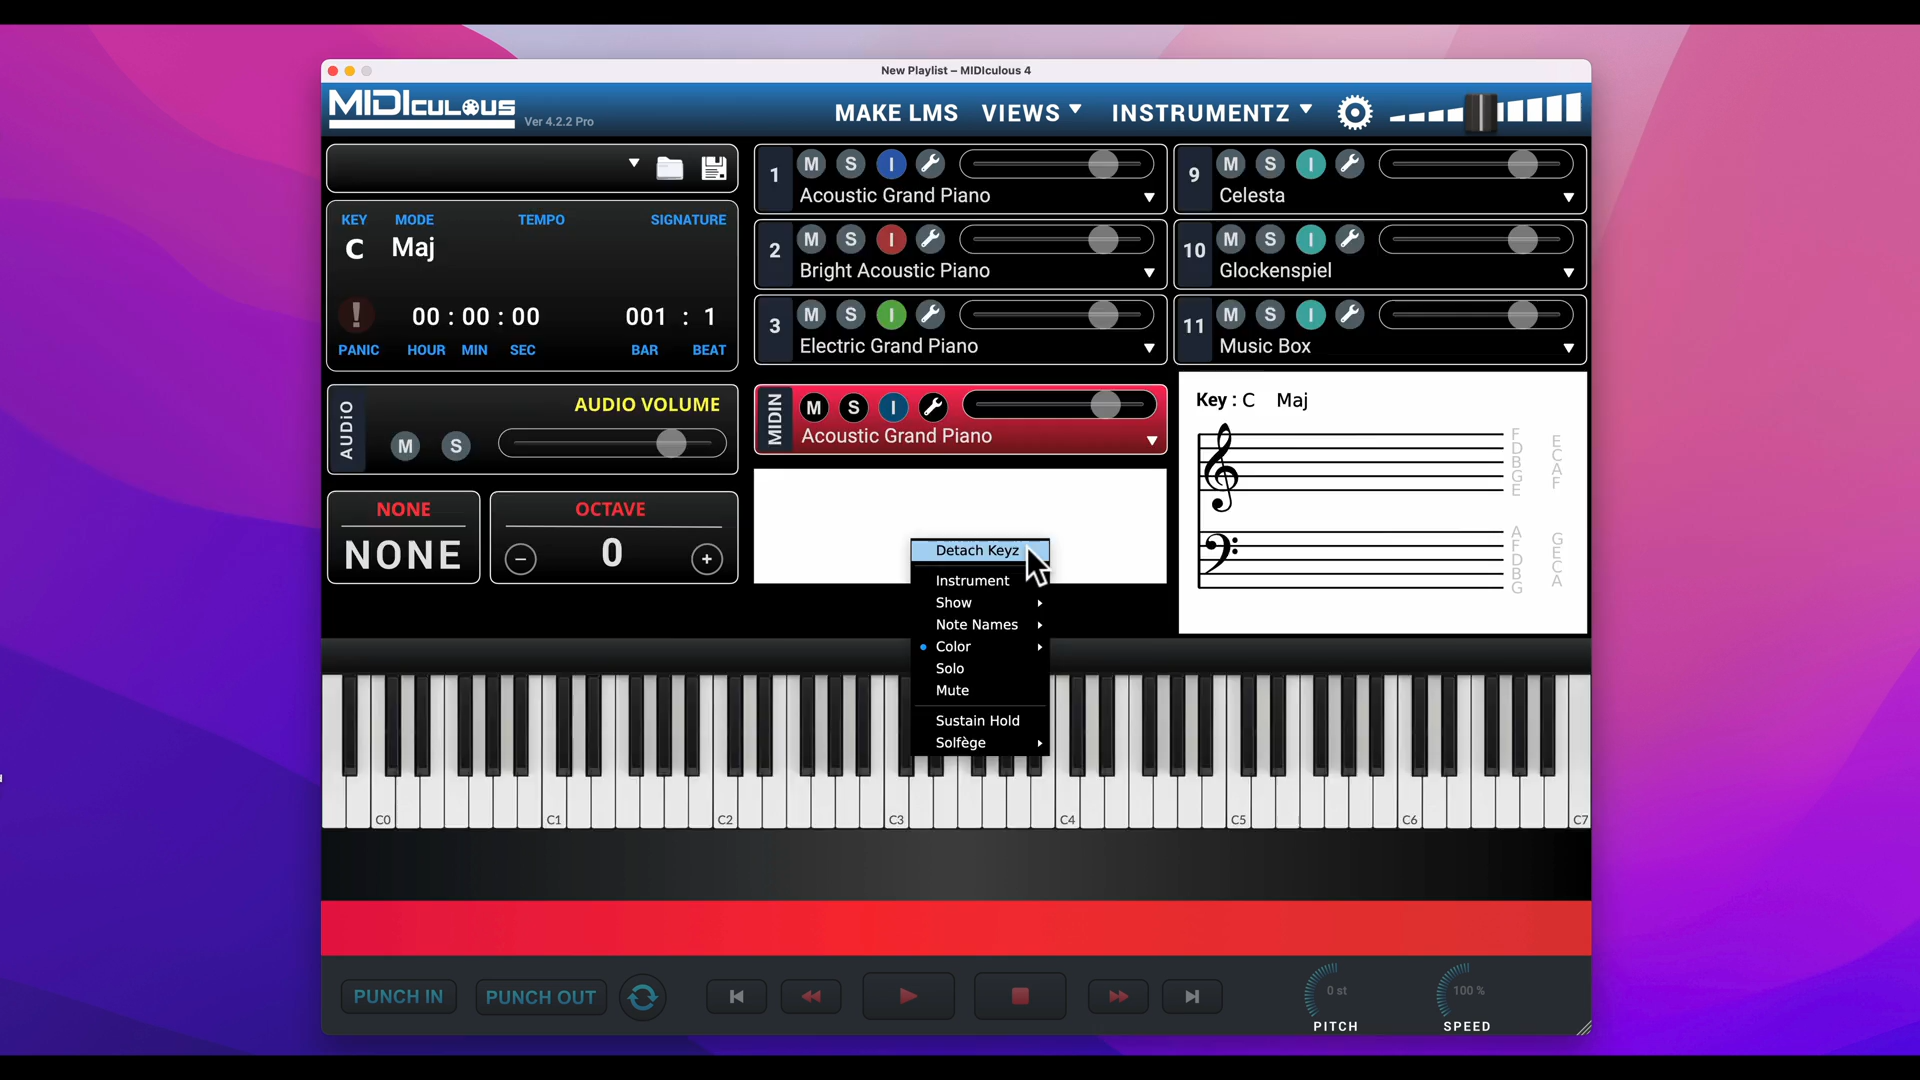 New Playlist – MIDIculous 4
MIDIculous Ver 4.2.2 Pro
MAKE LMS VIEWS INSTRUMENTZ
KEY MODE TEMPO SIGNATURE
C Maj
00 : 00 : 00 001 : 1
PANIC HOUR MIN SEC BAR BEAT
1 M S I
Acoustic Grand Piano
2 M S I
Bright Acoustic Piano
3 M S I
Electric Grand Piano
9 M S I
Celesta
10 M S I
Glockenspiel
11 M S I
Music Box
AUDiO
AUDIO VOLUME
M S
MIDIN
M S I
Acoustic Grand Piano
Key : C Maj
F
D
B
G
E
E
C
A
F
A
F
D
B
G
G
E
C
A
NONE
NONE
OCTAVE
− 0 +
Detach Keyz
Instrument
Show
Note Names
Color
Solo
Mute
Sustain Hold
Solfège
C0 C1 C2 C3 C4 C5 C6 C7
PUNCH IN PUNCH OUT
0 st 100 %
PITCH SPEED